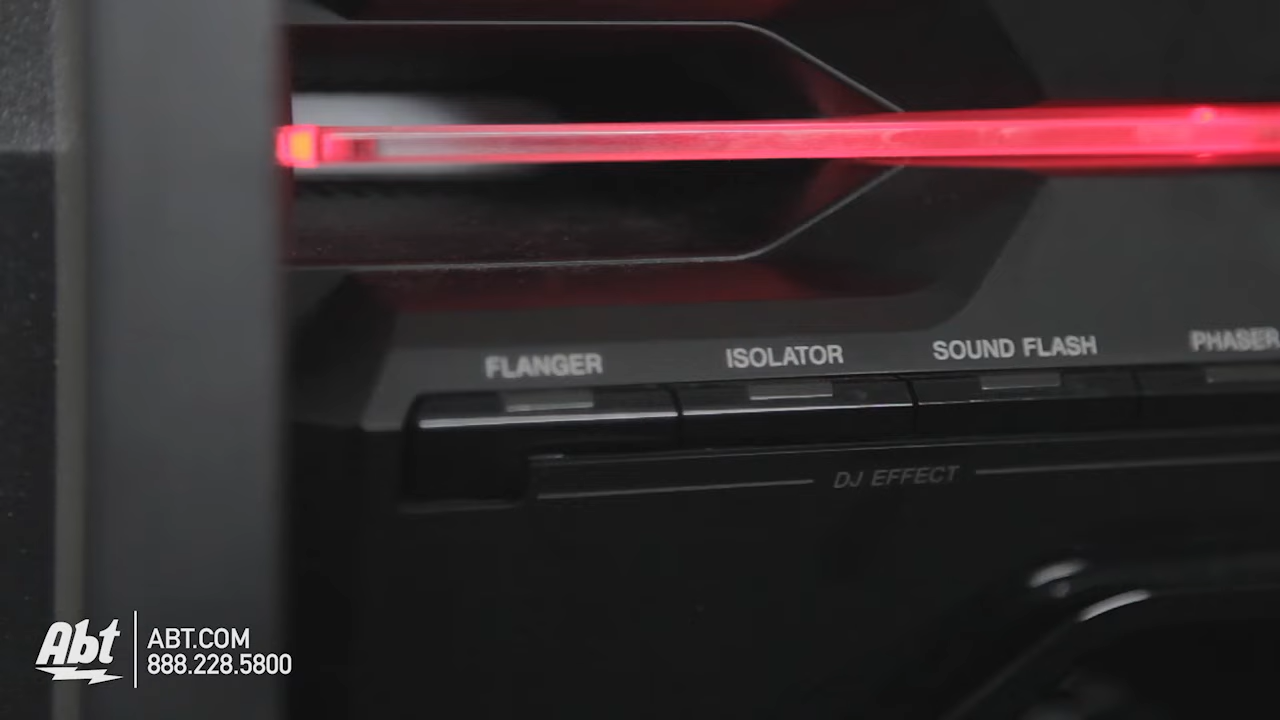 FLANGER
ISOLATOR
SOUND FLASH
PHASER
DJ EFFECT
Abt
ABT.COM
888.228.5800